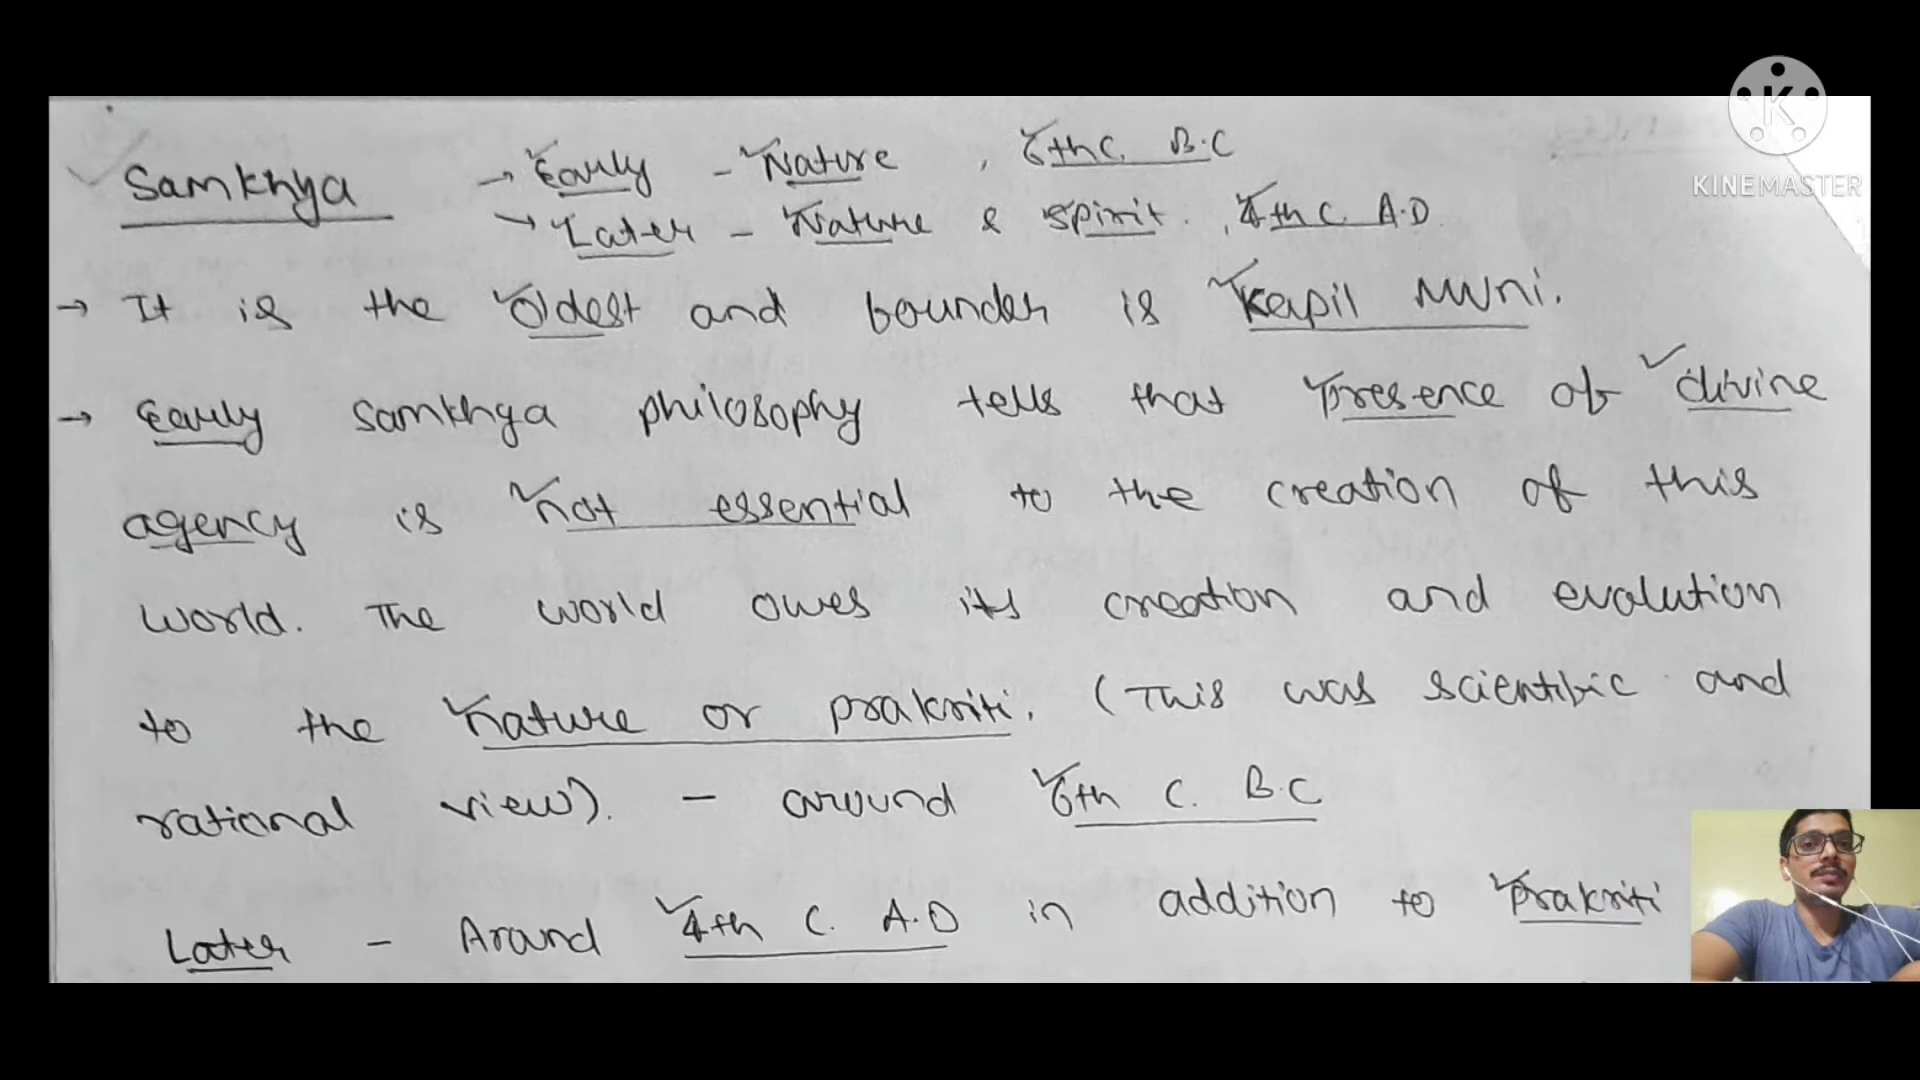 Samkhya → Early - Nature, 6th C. B.C
→ Later - Nature & spirit., 4th C. A.D.
→ It is the oldest and founder is Kapil Muni.
→ Early samkhya philosophy tells that presence of divine
agency is not essential to the creation of this
world. The world owes its creation and evolution
to the nature or prakriti. (This was scientific and
rational view). - around 6th C. B.C
Later - Around 4th C. A.D in addition to Prakriti
K
KINEMASTER